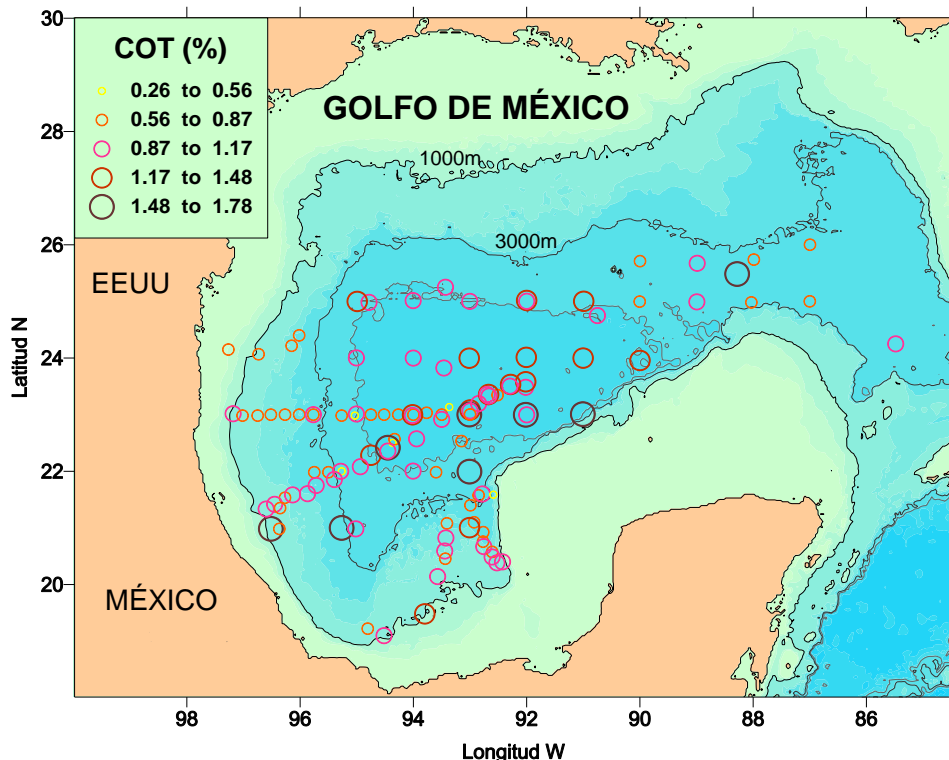 COT (%)
0.26 to 0.56
0.56 to 0.87
0.87 to 1.17
1.17 to 1.48
1.48 to 1.78
GOLFO DE MÉXICO
1000m
3000m
EEUU
MÉXICO
Latitud N
30
28
26
24
22
20
98 96 94 92 90 88 86
Longitud W